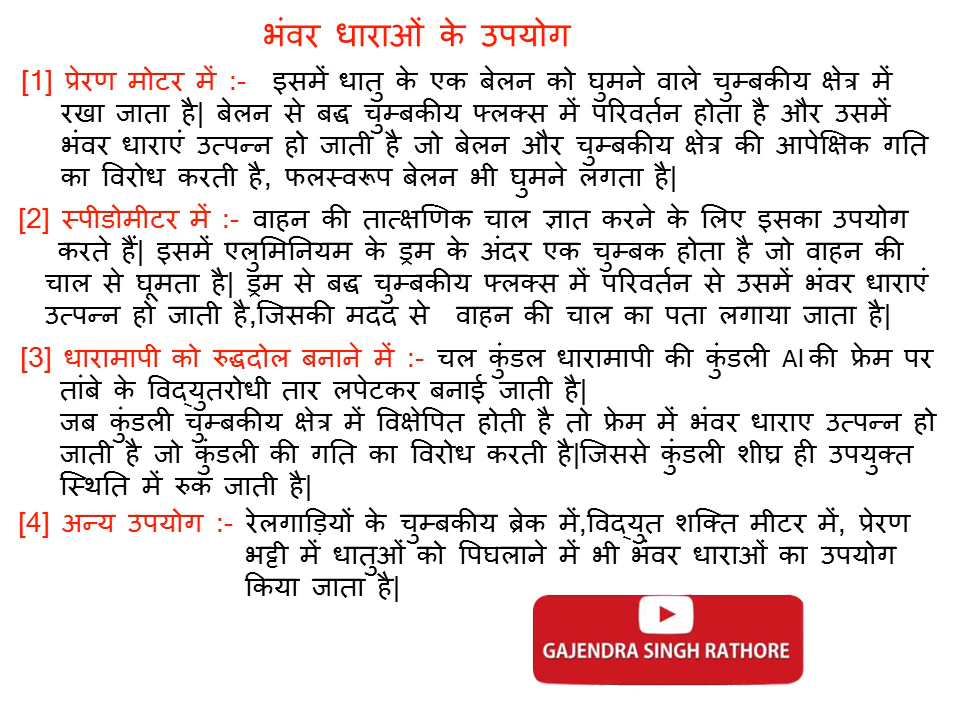 भंवर धाराओं के उपयोग
[1] प्रेरण मोटर में :- इसमें धातु के एक बेलन को घुमने वाले चुम्बकीय क्षेत्र में
रखा जाता है| बेलन से बद्ध चुम्बकीय फ्लक्स में परिवर्तन होता है और उसमें
भंवर धाराएं उत्पन्न हो जाती है जो बेलन और चुम्बकीय क्षेत्र की आपेक्षिक गति
का विरोध करती है, फलस्वरूप बेलन भी घुमने लगता है|
[2] स्पीडोमीटर में :- वाहन की तात्क्षणिक चाल ज्ञात करने के लिए इसका उपयोग
करते हैं| इसमें एलुमिनियम के ड्रम के अंदर एक चुम्बक होता है जो वाहन की
चाल से घूमता है| ड्रम से बद्ध चुम्बकीय फ्लक्स में परिवर्तन से उसमें भंवर धाराएं
उत्पन्न हो जाती है,जिसकी मदद से वाहन की चाल का पता लगाया जाता है|
[3] धारामापी को रुद्धदोल बनाने में :- चल कुंडल धारामापी की कुंडली Al की फ्रेम पर
तांबे के विद्युतरोधी तार लपेटकर बनाई जाती है|
जब कुंडली चुम्बकीय क्षेत्र में विक्षेपित होती है तो फ्रेम में भंवर धाराए उत्पन्न हो
जाती है जो कुंडली की गति का विरोध करती है|जिससे कुंडली शीघ्र ही उपयुक्त
स्थिति में रुक जाती है|
[4] अन्य उपयोग :- रेलगाड़ियों के चुम्बकीय ब्रेक में,विद्युत शक्ति मीटर में, प्रेरण
भट्टी में धातुओं को पिघलाने में भी भंवर धाराओं का उपयोग
किया जाता है|
GAJENDRA SINGH RATHORE